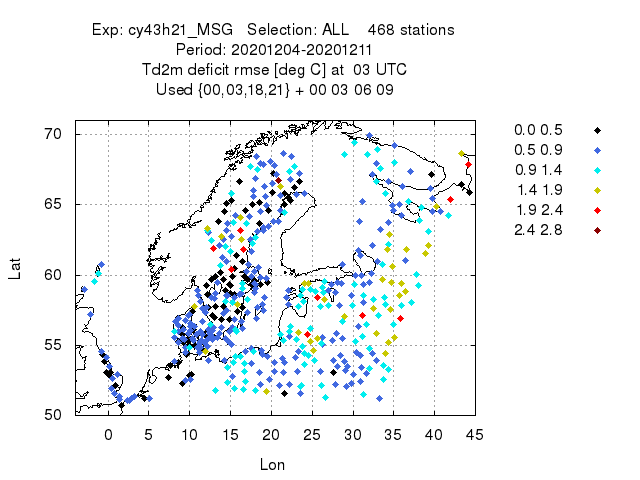 Exp: cy43h21_MSG Selection: ALL 468 stations
Period: 20201204-20201211
Td2m deficit rmse [deg C] at 03 UTC
Used {00,03,18,21} + 00 03 06 09
0.0 0.5
0.5 0.9
0.9 1.4
1.4 1.9
1.9 2.4
2.4 2.8
70
65
60
55
50
Lat
0 5 10 15 20 25 30 35 40 45
Lon